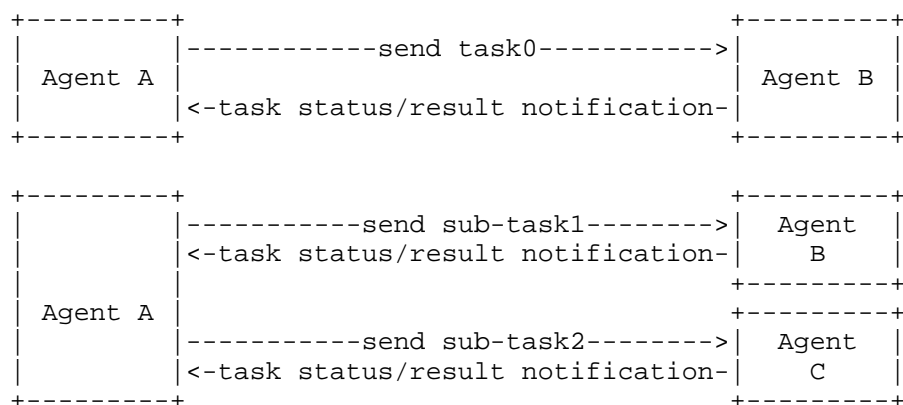 send task0
Agent A Agent B
task status/result notification
send sub-task1 Agent
task status/result notification B
Agent A
send sub-task2 Agent
task status/result notification C